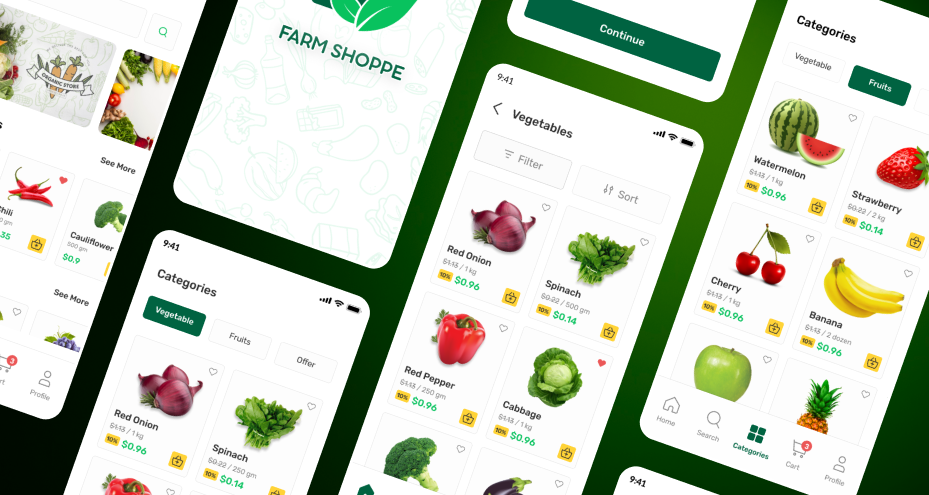 ORGANIC STORE
See More
Chili
Cauliflower
500 gm
$0.9
See More
3
Profile
FARM SHOPPE
9:41
Categories
Vegetable
Fruits
Offer
Red Onion
$1.13 / 1 kg
10% $0.96
Spinach
$0.22 / 500 gm
10% $0.14
Continue
9:41
Vegetables
Filter
Sort
Red Onion
$1.13 / 1 kg
10% $0.96
Spinach
$0.22 / 500 gm
10% $0.14
Red Pepper
$1.13 / 250 gm
10% $0.96
Cabbage
$1.13 / 1 kg
10% $0.96
Categories
Vegetable
Fruits
Watermelon
$1.13 / 1 kg
10% $0.96
Strawberry
$0.22 / 2 kg
10% $0.14
Cherry
$1.13 / 1 kg
10% $0.96
Banana
$1.13 / 2 dozen
10% $0.96
Home
Search
Categories
3
Cart
Profile
9:41